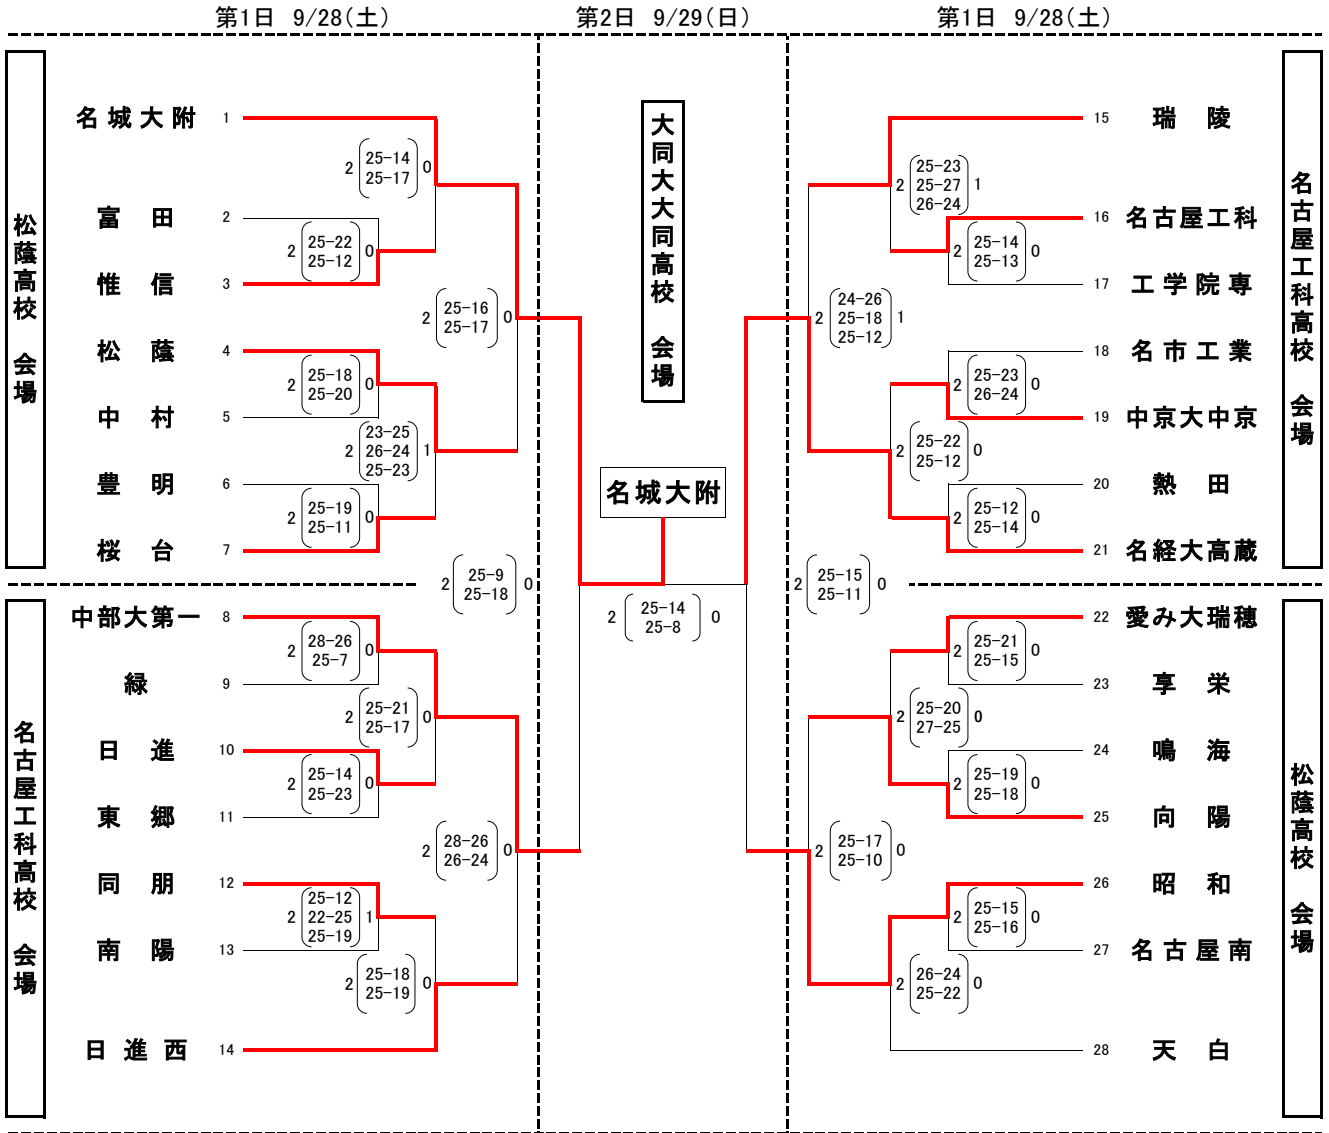 第1日 9/28(土)
第2日 9/29(日)
第1日 9/28(土)
松蔭高校 会場
名城大附 1
2 25-14 0
25-17
富田 2
2 25-22 0
25-12
惟信 3
2 25-16 0
25-17
松蔭 4
2 25-18 0
25-20
中村 5
2 23-25 1
26-24
25-23
豊明 6
2 25-19 0
25-11
桜台 7
2 25-9 0
25-18
名古屋工科高校 会場
中部大第一 8
2 28-26 0
25-7
緑 9
2 25-21 0
25-17
日進 10
2 25-14 0
25-23
東郷 11
2 28-26 0
26-24
同朋 12
2 25-12 1
22-25
25-19
南陽 13
2 25-18 0
25-19
日進西 14
大同大大同高校 会場
名城大附
2 25-14 0
25-8
名古屋工科高校 会場
15 瑞陵
2 25-23 1
25-27
26-24
16 名古屋工科
2 25-14 0
25-13
17 工学院専
2 24-26 1
25-18
25-12
18 名市工業
2 25-23 0
26-24
19 中京大中京
2 25-22 0
25-12
20 熱田
2 25-12 0
25-14
21 名経大高蔵
2 25-15 0
25-11
松蔭高校 会場
22 愛み大瑞穂
2 25-21 0
25-15
23 享栄
2 25-20 0
27-25
24 鳴海
2 25-19 0
25-18
25 向陽
2 25-17 0
25-10
26 昭和
2 25-15 0
25-16
27 名古屋南
2 26-24 0
25-22
28 天白